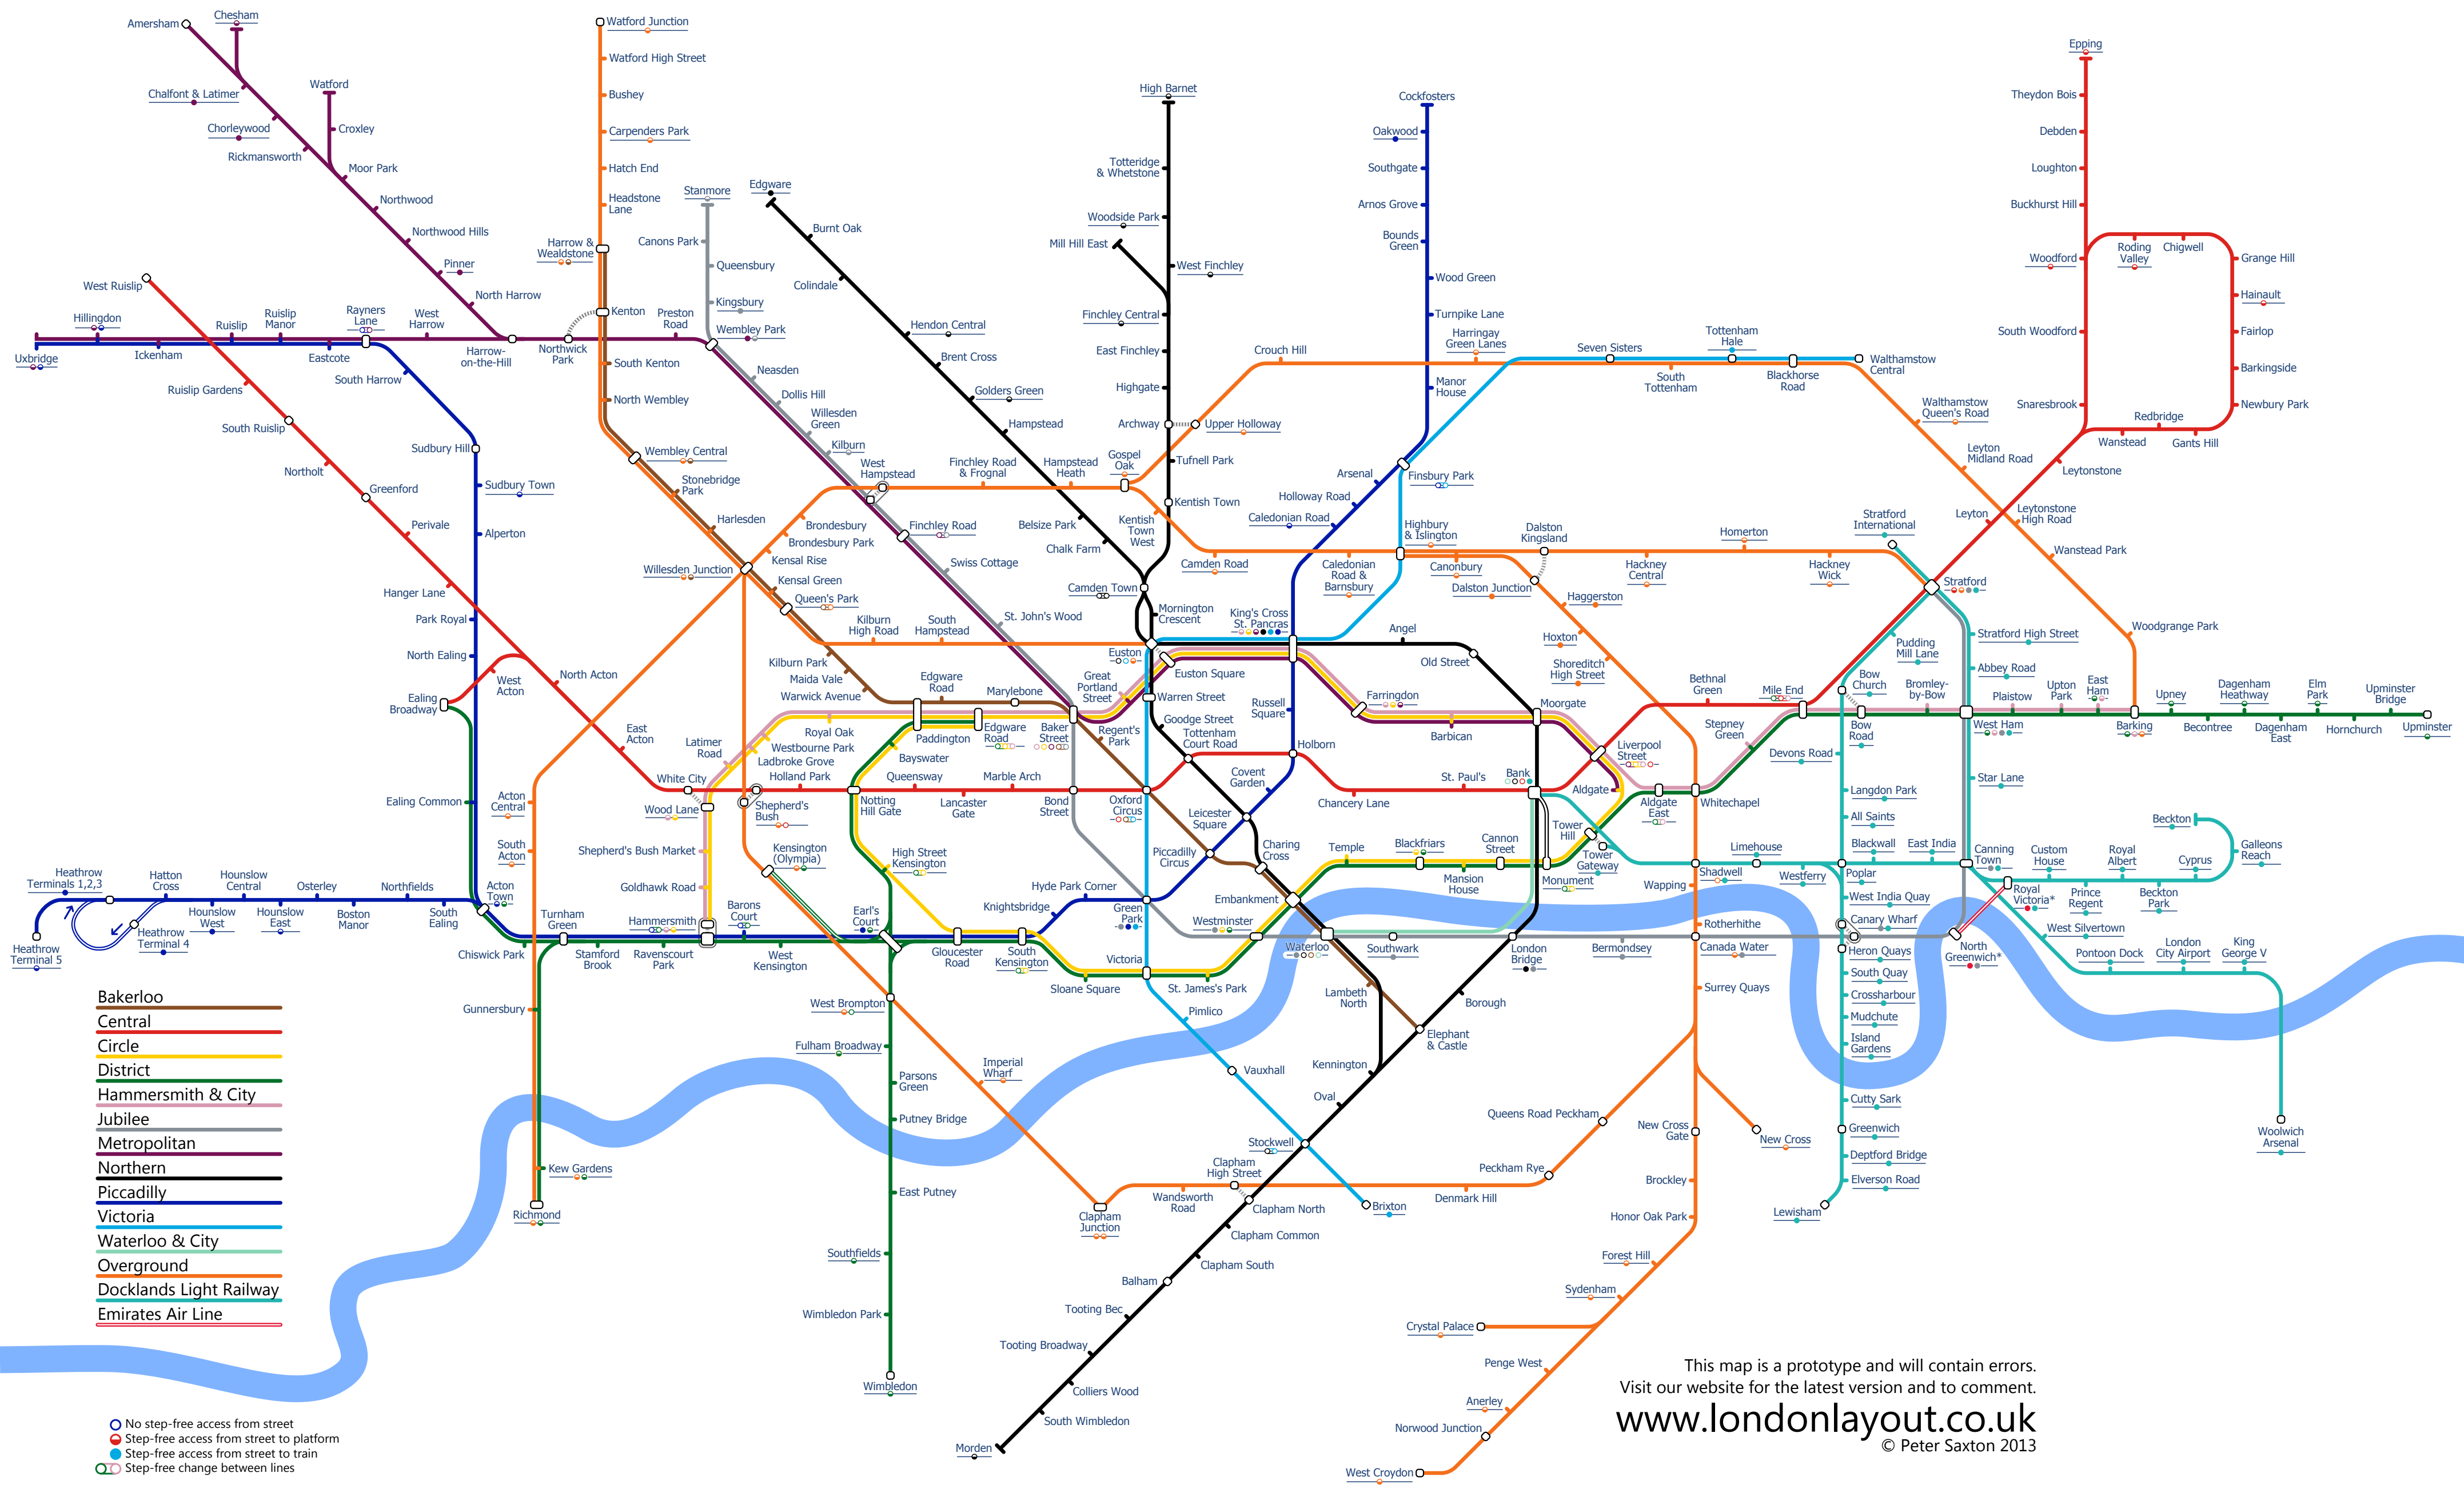 Amersham
Chesham
Chalfont & Latimer
Watford
Chorleywood
Croxley
Rickmansworth
Moor Park
Northwood
Northwood Hills
Pinner
North Harrow
West Ruislip
Hillingdon
Ruislip
Ruislip
Manor
Rayners
Lane
West
Harrow
Uxbridge
Ickenham
Eastcote
Harrow-
on-the-Hill
Northwick
Park
South Harrow
Ruislip Gardens
South Ruislip
Sudbury Hill
Northolt
Sudbury Town
Greenford
Perivale
Alperton
Hanger Lane
Park Royal
North Ealing
West
Acton
North Acton
Ealing
Broadway
East
Acton
Ealing Common
Watford Junction
Watford High Street
Bushey
Carpenders Park
Hatch End
Headstone
Lane
Harrow &
Wealdstone
Kenton
Preston
Road
South Kenton
North Wembley
Wembley Central
Stonebridge
Park
Harlesden
Willesden Junction
Stanmore
Canons Park
Queensbury
Kingsbury
Wembley Park
Neasden
Dollis Hill
Willesden
Green
Kilburn
West
Hampstead
Finchley Road
& Frognal
Hampstead
Heath
Gospel
Oak
Brondesbury
Brondesbury Park
Kensal Rise
Kensal Green
Queen's Park
Finchley Road
Swiss Cottage
St. John's Wood
Kilburn
High Road
South
Hampstead
Kilburn Park
Maida Vale
Warwick Avenue
Edgware
Road
Marylebone
Edgware
Burnt Oak
Colindale
Hendon Central
Brent Cross
Golders Green
Hampstead
Belsize Park
Chalk Farm
Camden Town
High Barnet
Totteridge
& Whetstone
Woodside Park
Mill Hill East
West Finchley
Finchley Central
East Finchley
Highgate
Archway
Upper Holloway
Tufnell Park
Kentish Town
Kentish
Town
West
Mornington
Crescent
Euston
Crouch Hill
Harringay
Green Lanes
Cockfosters
Oakwood
Southgate
Arnos Grove
Bounds
Green
Wood Green
Turnpike Lane
Manor
House
Finsbury Park
Arsenal
Holloway Road
Caledonian Road
Seven Sisters
Tottenham
Hale
South
Tottenham
Blackhorse
Road
Walthamstow
Central
Walthamstow
Queen's Road
Leyton
Midland Road
Leytonstone
High Road
Wanstead Park
Woodgrange Park
Epping
Theydon Bois
Debden
Loughton
Buckhurst Hill
Woodford
Roding
Valley
Chigwell
Grange Hill
Hainault
Fairlop
Barkingside
Newbury Park
South Woodford
Snaresbrook
Redbridge
Wanstead
Gants Hill
Leytonstone
Leyton
Camden Road
Caledonian
Road &
Barnsbury
Highbury
& Islington
Canonbury
Dalston
Kingsland
Dalston Junction
Hackney
Central
Homerton
Hackney
Wick
Stratford
International
Stratford
Haggerston
Hoxton
Shoreditch
High Street
King's Cross
St. Pancras
Angel
Old Street
Euston Square
Great
Portland
Street
Warren Street
Goodge Street
Tottenham
Court Road
Russell
Square
Farringdon
Barbican
Moorgate
Liverpool
Street
Bethnal
Green
Mile End
Stepney
Green
Pudding
Mill Lane
Bow
Church
Bow
Road
Bromley-
by-Bow
Stratford High Street
Abbey Road
Plaistow
Upton
Park
East
Ham
West Ham
Barking
Upney
Becontree
Dagenham
Heathway
Dagenham
East
Elm
Park
Hornchurch
Upminster
Bridge
Upminster
Devons Road
Star Lane
Langdon Park
All Saints
Latimer
Road
Royal Oak
Westbourne Park
Ladbroke Grove
Paddington
Edgware
Road
Baker
Street
Regent's
Park
Bayswater
White City
Holland Park
Queensway
Marble Arch
Wood Lane
Shepherd's
Bush
Notting
Hill Gate
Lancaster
Gate
Bond
Street
Oxford
Circus
Holborn
Covent
Garden
Leicester
Square
Chancery Lane
St. Paul's
Bank
Aldgate
Aldgate
East
Whitechapel
Acton
Central
South
Acton
Shepherd's Bush Market
Goldhawk Road
Kensington
(Olympia)
High Street
Kensington
Piccadilly
Circus
Charing
Cross
Temple
Blackfriars
Mansion
House
Cannon
Street
Monument
Tower
Hill
Tower
Gateway
Shadwell
Limehouse
Westferry
Poplar
Blackwall
East India
Canning
Town
Custom
House
Royal
Albert
Cyprus
Beckton
Galleons
Reach
Prince
Regent
Beckton
Park
Royal
Victoria*
West Silvertown
Pontoon Dock
London
City Airport
King
George V
Woolwich
Arsenal
Heathrow
Terminals 1,2,3
Hatton
Cross
Hounslow
Central
Osterley
Northfields
Acton
Town
Heathrow
Terminal 5
Heathrow
Terminal 4
Hounslow
West
Hounslow
East
Boston
Manor
South
Ealing
Chiswick Park
Turnham
Green
Stamford
Brook
Ravenscourt
Park
Hammersmith
Barons
Court
West
Kensington
Earl's
Court
Gloucester
Road
South
Kensington
Knightsbridge
Hyde Park Corner
Green
Park
Victoria
Sloane Square
St. James's Park
Westminster
Embankment
Waterloo
Southwark
London
Bridge
Bermondsey
Wapping
Rotherhithe
Canada Water
Surrey Quays
West India Quay
Canary Wharf
Heron Quays
South Quay
Crossharbour
Mudchute
Island
Gardens
Cutty Sark
Greenwich
Deptford Bridge
Elverson Road
Lewisham
North
Greenwich*
Gunnersbury
Kew Gardens
Richmond
West Brompton
Fulham Broadway
Parsons
Green
Putney Bridge
East Putney
Southfields
Wimbledon Park
Wimbledon
Imperial
Wharf
Clapham
Junction
Pimlico
Vauxhall
Lambeth
North
Elephant
& Castle
Borough
Kennington
Oval
Stockwell
Brixton
Clapham
High Street
Wandsworth
Road
Clapham North
Clapham Common
Clapham South
Balham
Tooting Bec
Tooting Broadway
Colliers Wood
South Wimbledon
Morden
Denmark Hill
Peckham Rye
Queens Road Peckham
New Cross
Gate
New Cross
Brockley
Honor Oak Park
Forest Hill
Sydenham
Crystal Palace
Penge West
Anerley
Norwood Junction
West Croydon
Bakerloo
Central
Circle
District
Hammersmith & City
Jubilee
Metropolitan
Northern
Piccadilly
Victoria
Waterloo & City
Overground
Docklands Light Railway
Emirates Air Line
No step-free access from street
Step-free access from street to platform
Step-free access from street to train
Step-free change between lines
This map is a prototype and will contain errors.
Visit our website for the latest version and to comment.
www.londonlayout.co.uk
© Peter Saxton 2013